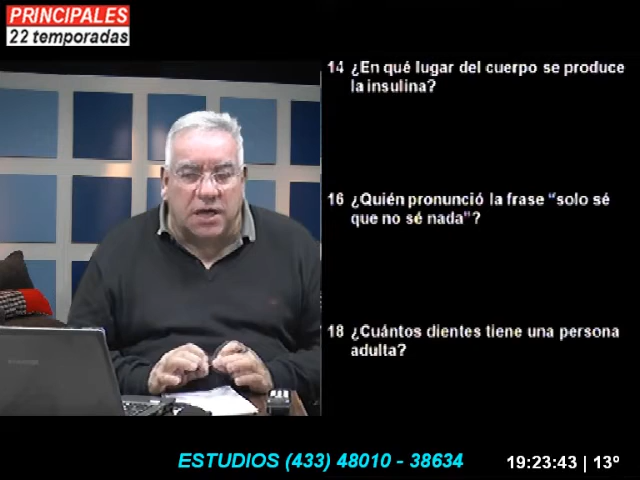 PRINCIPALES
22 temporadas
14 ¿En qué lugar del cuerpo se produce
la insulina?
16 ¿Quién pronunció la frase “solo sé
que no sé nada”?
18 ¿Cuántos dientes tiene una persona
adulta?
ESTUDIOS (433) 48010 - 38634
19:23:43 | 13º